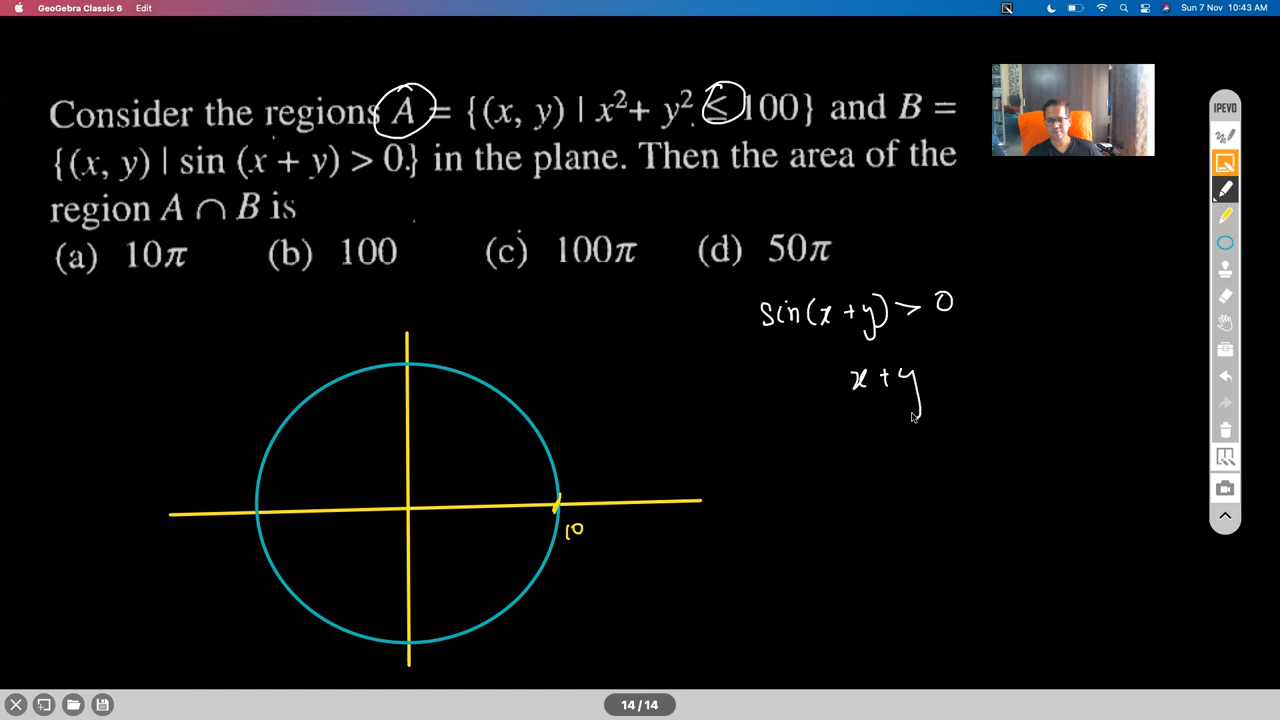 GeoGebra Classic 6 Edit Sun 7 Nov 10:43 AM
Consider the regions A = {(x, y) | x² + y² ≤ 100} and B =
{(x, y) | sin (x + y) > 0.} in the plane. Then the area of the
region A ∩ B is
(a) 10π (b) 100 (c) 100π (d) 50π
sin(x + y) > 0
x + y
10
IPEVO
14 / 14